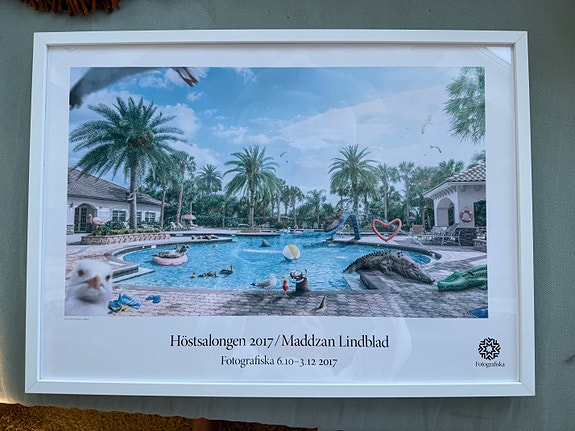 Höstsalongen 2017/Maddzan Lindblad
Fotografiska 6.10–3.12 2017
Fotografiska